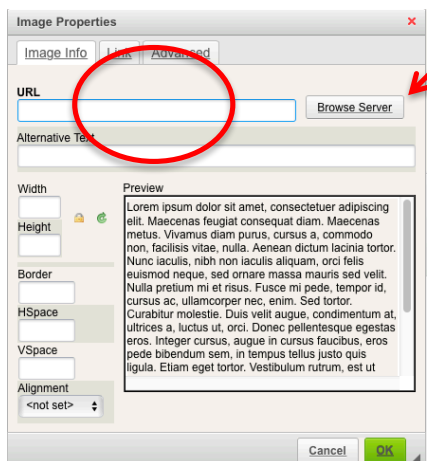 Image Properties ×
Image Info Link Advanced
URL
Browse Server
Alternative Text
Width
Height
Border
HSpace
VSpace
Alignment
<not set>
Preview
Lorem ipsum dolor sit amet, consectetuer adipiscing
elit. Maecenas feugiat consequat diam. Maecenas
metus. Vivamus diam purus, cursus a, commodo
non, facilisis vitae, nulla. Aenean dictum lacinia tortor.
Nunc iaculis, nibh non iaculis aliquam, orci felis
euismod neque, sed ornare massa mauris sed velit.
Nulla pretium mi et risus. Fusce mi pede, tempor id,
cursus ac, ullamcorper nec, enim. Sed tortor.
Curabitur molestie. Duis velit augue, condimentum at,
ultrices a, luctus ut, orci. Donec pellentesque egestas
eros. Integer cursus, augue in cursus faucibus, eros
pede bibendum sem, in tempus tellus justo quis
ligula. Etiam eget tortor. Vestibulum rutrum, est ut
Cancel OK